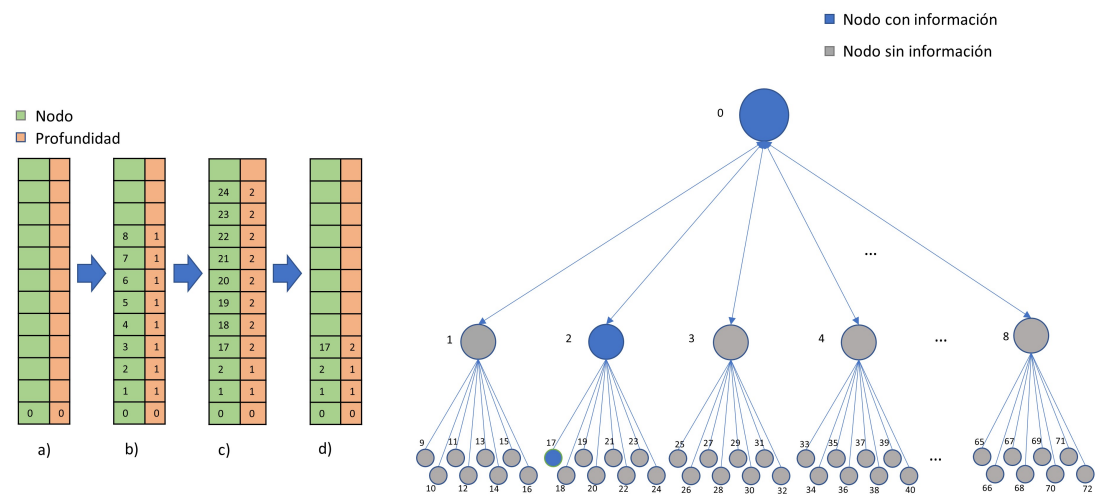 Nodo con información
Nodo sin información
Nodo
Profundidad
24 2
23 2
8 1 22 2
7 1 21 2
6 1 20 2
5 1 19 2
4 1 18 2
3 1 17 2 17 2
2 1 2 1 2 1
1 1 1 1 1 1
0 0 0 0 0 0 0 0
a) b) c) d)
0
...
1 2 3 4 ... 8
9 11 13 15 17 19 21 23 25 27 29 31 33 35 37 39 65 67 69 71
...
10 12 14 16 18 20 22 24 26 28 30 32 34 36 38 40 66 68 70 72